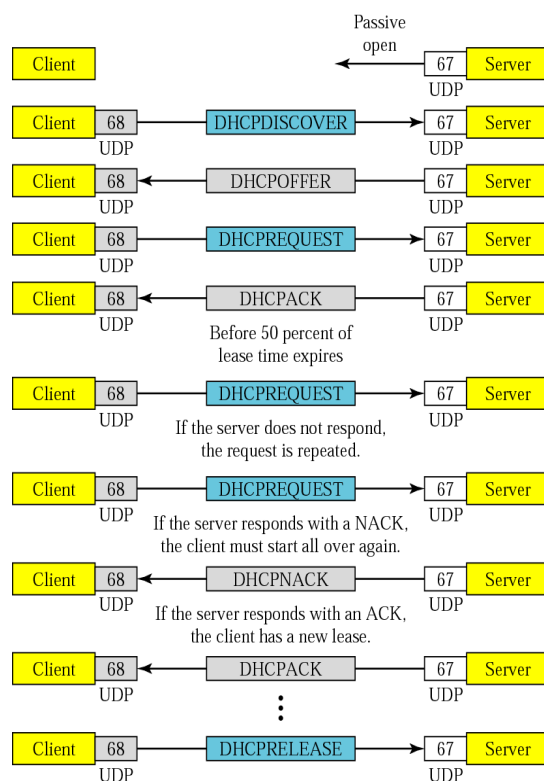 Passive
open
Client 67 Server
UDP
Client 68 DHCPDISCOVER 67 Server
UDP UDP
Client 68 DHCPOFFER 67 Server
UDP UDP
Client 68 DHCPREQUEST 67 Server
UDP UDP
Client 68 DHCPACK 67 Server
UDP UDP
Before 50 percent of
lease time expires
Client 68 DHCPREQUEST 67 Server
UDP UDP
If the server does not respond,
the request is repeated.
Client 68 DHCPREQUEST 67 Server
UDP UDP
If the server responds with a NACK,
the client must start all over again.
Client 68 DHCPNACK 67 Server
UDP UDP
If the server responds with an ACK,
the client has a new lease.
Client 68 DHCPACK 67 Server
UDP UDP
Client 68 DHCPRELEASE 67 Server
UDP UDP